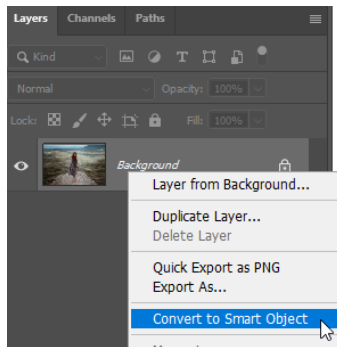 Layers Channels Paths
Kind
Normal Opacity: 100%
Lock: Fill: 100%
Background
Layer from Background...
Duplicate Layer...
Delete Layer
Quick Export as PNG
Export As...
Convert to Smart Object